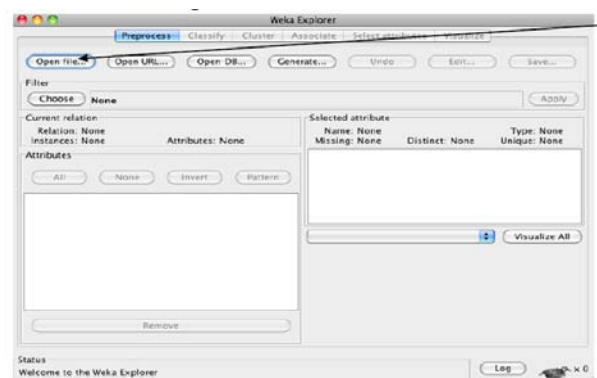 Weka Explorer
Preprocess Classify Cluster Associate Select attributes Visualize
Open file... Open URL... Open DB... Generate... Undo Edit... Save...
Filter
Choose None Apply
Current relation
Relation: None
Instances: None Attributes: None
Attributes
All None Invert Pattern
Remove
Selected attribute
Name: None Type: None
Missing: None Distinct: None Unique: None
Visualize All
Status
Welcome to the Weka Explorer
Log x 0